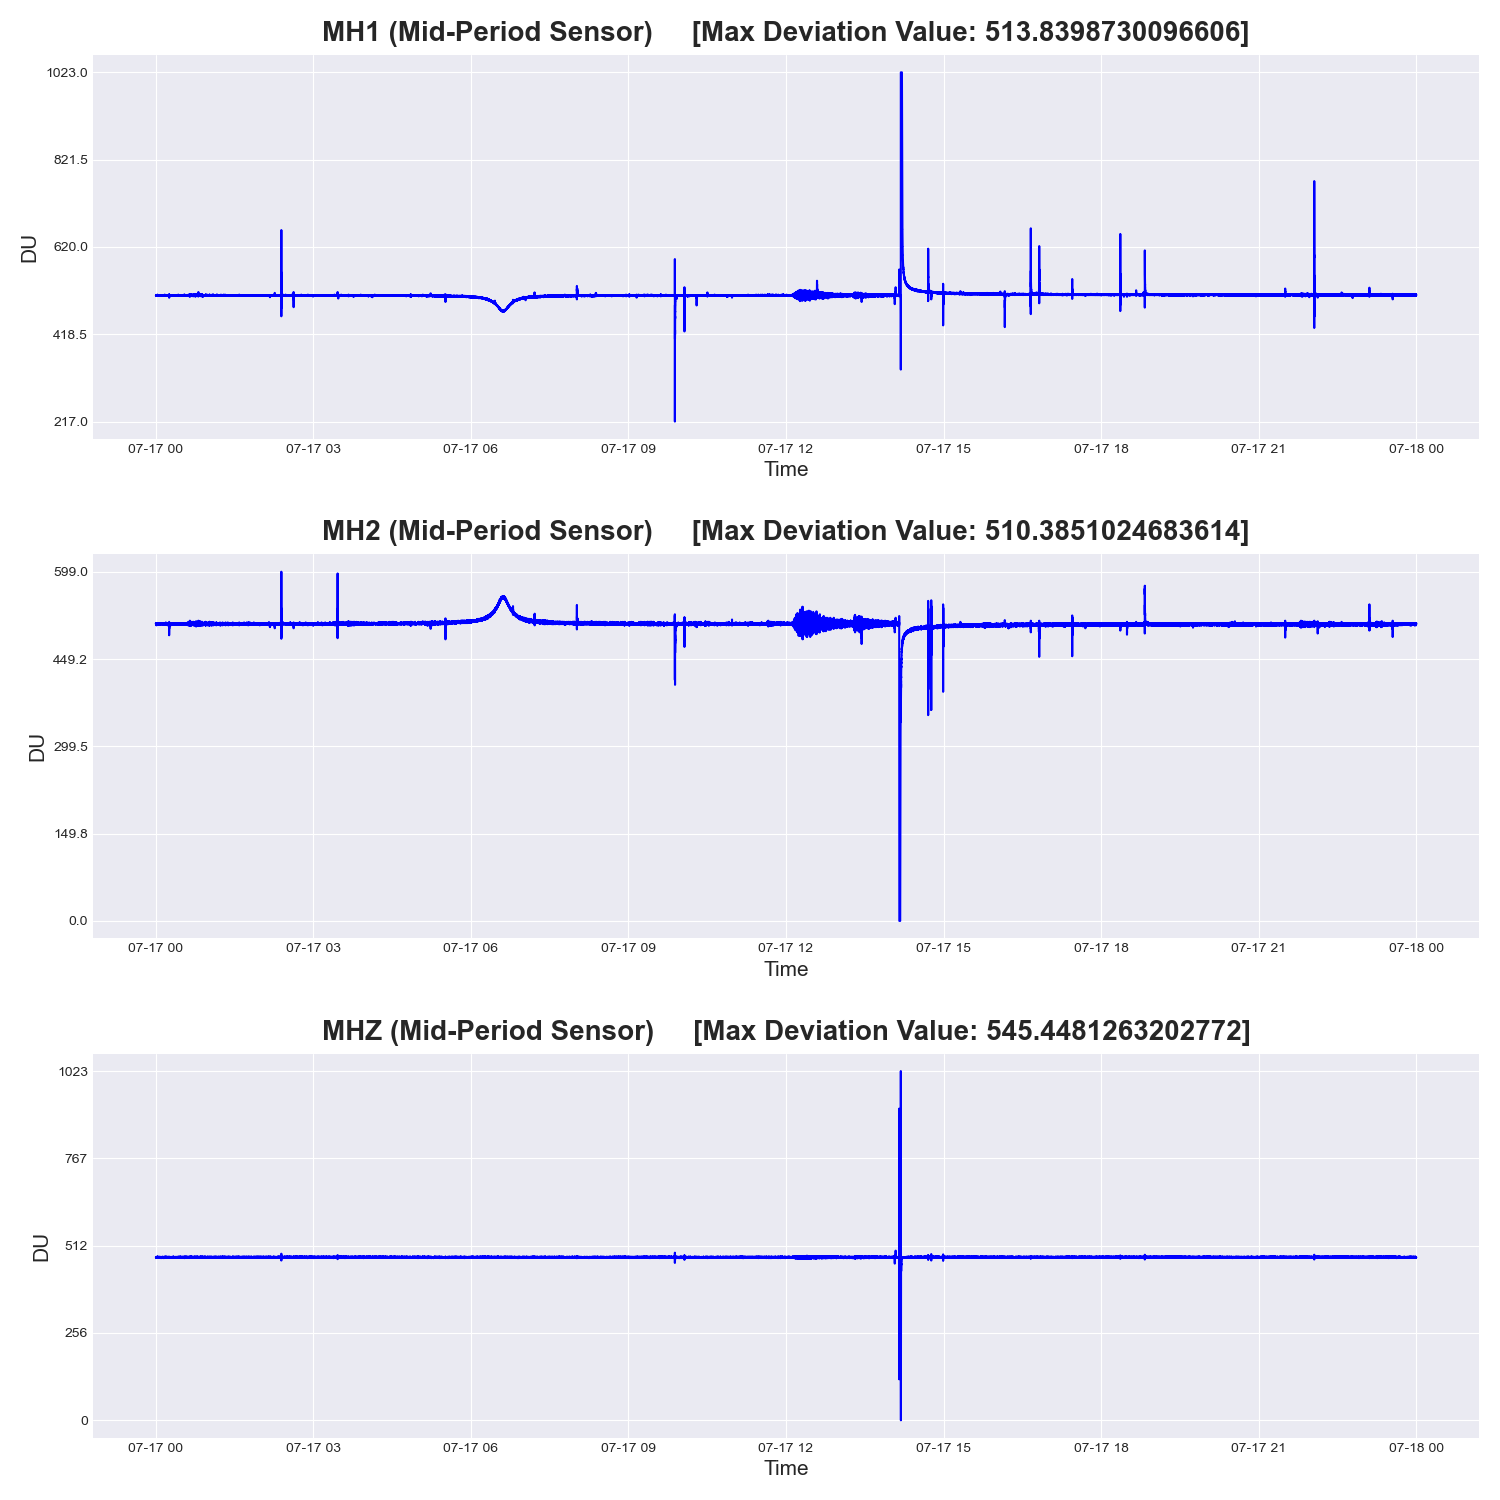 MH1 (Mid-Period Sensor) [Max Deviation Value: 513.8398730096606]
1023.0
821.5
620.0
418.5
217.0
DU
07-17 00 07-17 03 07-17 06 07-17 09 07-17 12 07-17 15 07-17 18 07-17 21 07-18 00
Time
MH2 (Mid-Period Sensor) [Max Deviation Value: 510.3851024683614]
599.0
449.2
299.5
149.8
0.0
DU
07-17 00 07-17 03 07-17 06 07-17 09 07-17 12 07-17 15 07-17 18 07-17 21 07-18 00
Time
MHZ (Mid-Period Sensor) [Max Deviation Value: 545.4481263202772]
1023
767
512
256
0
DU
07-17 00 07-17 03 07-17 06 07-17 09 07-17 12 07-17 15 07-17 18 07-17 21 07-18 00
Time